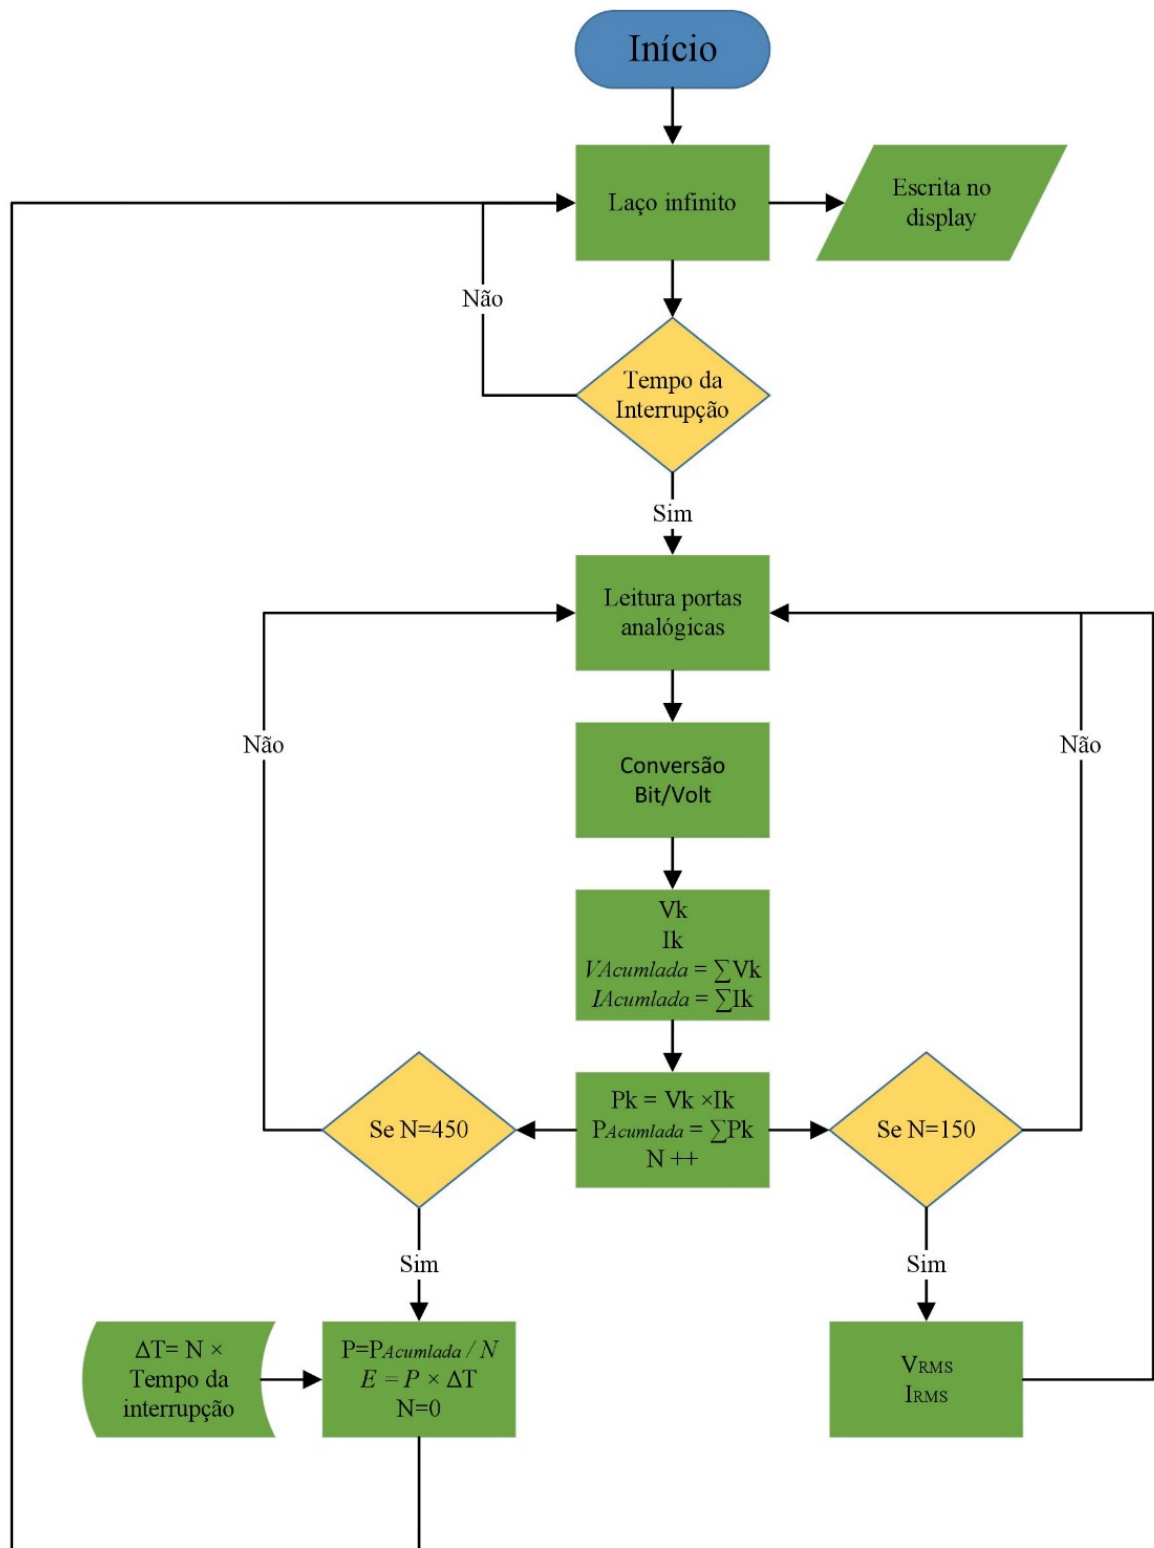 Início
Laço infinito
Escrita no
display
Não
Tempo da
Interrupção
Sim
Leitura portas
analógicas
Não
Não
Conversão
Bit/Volt
Vk
Ik
VAcumlada = ∑Vk
IAcumlada = ∑Ik
Se N=450
Pk = Vk ×Ik
PAcumlada = ∑Pk
N ++
Se N=150
Sim
Sim
ΔT= N ×
Tempo da
interrupção
P=PAcumlada / N
E = P × ΔT
N=0
VRMS
IRMS